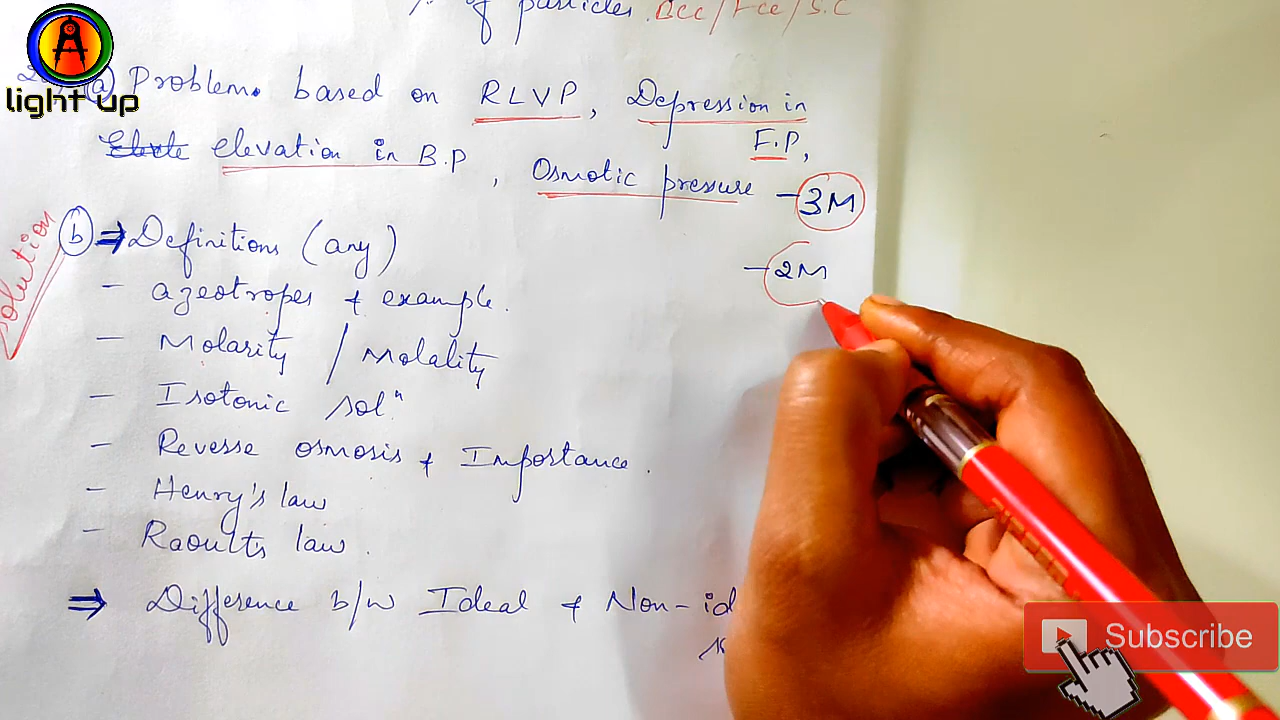 of particles. Bcc/Fcc/S.C
(a) Problem. based on RLVP, Depression in
F.P,
elevation in B.P, Osmotic pressure - 3M
(b) ⇒ Definitions (any) - 2M
- azeotropes & example.
- Molarity / Molality
- Isotonic solⁿ
- Reverse osmosis & Importance.
- Henry's law
- Raoult's law.
⇒ Difference b/w Ideal & Non-id
solution
light up
Subscribe